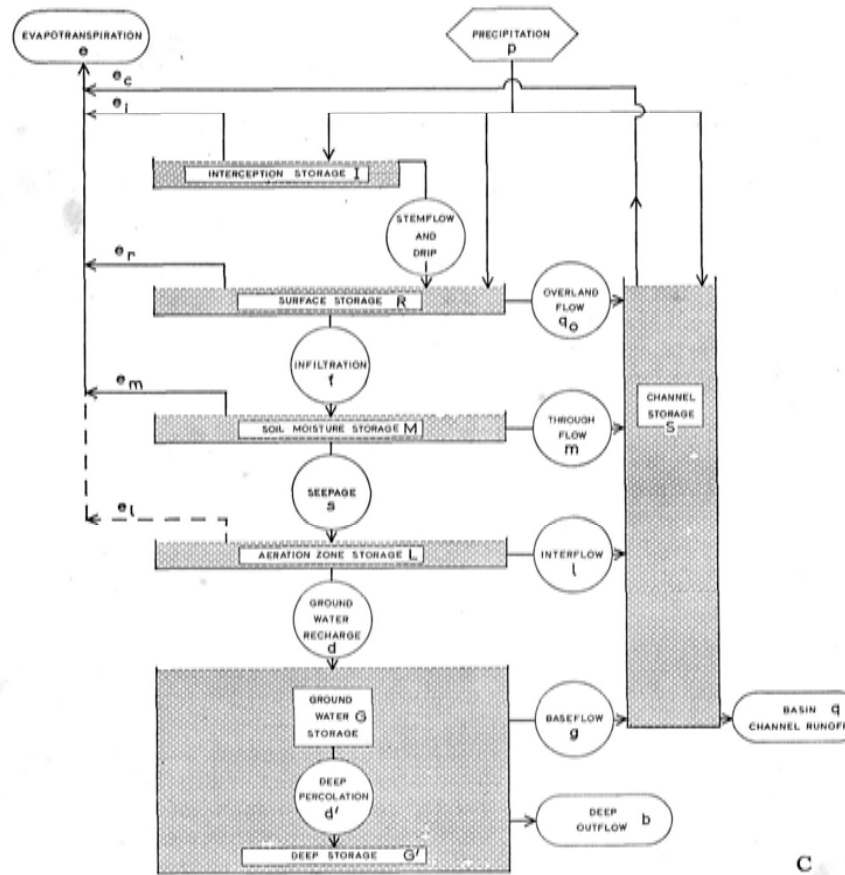 EVAPOTRANSPIRATION
e
PRECIPITATION
p
e c
e i
INTERCEPTION STORAGE I
STEMFLOW
AND
DRIP
e r
SURFACE STORAGE R
OVERLAND
FLOW
q o
INFILTRATION
f
e m
SOIL MOISTURE STORAGE M
THROUGH
FLOW
m
CHANNEL
STORAGE
S
SEEPAGE
s
e l
AERATION ZONE STORAGE L
INTERFLOW
l
GROUND
WATER
RECHARGE
d
GROUND
WATER G
STORAGE
BASEFLOW
g
BASIN q
CHANNEL RUNOFF
DEEP
PERCOLATION
d'
DEEP
OUTFLOW b
DEEP STORAGE G'
C